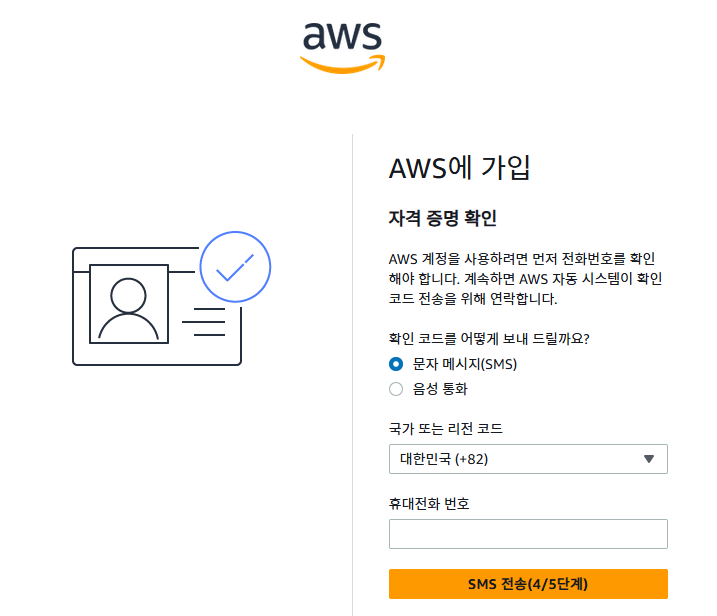 aws
AWS에 가입
자격 증명 확인
AWS 계정을 사용하려면 먼저 전화번호를 확인
해야 합니다. 계속하면 AWS 자동 시스템이 확인
코드 전송을 위해 연락합니다.
확인 코드를 어떻게 보내 드릴까요?
문자 메시지(SMS)
음성 통화
국가 또는 리전 코드
대한민국 (+82)
휴대전화 번호
SMS 전송(4/5단계)